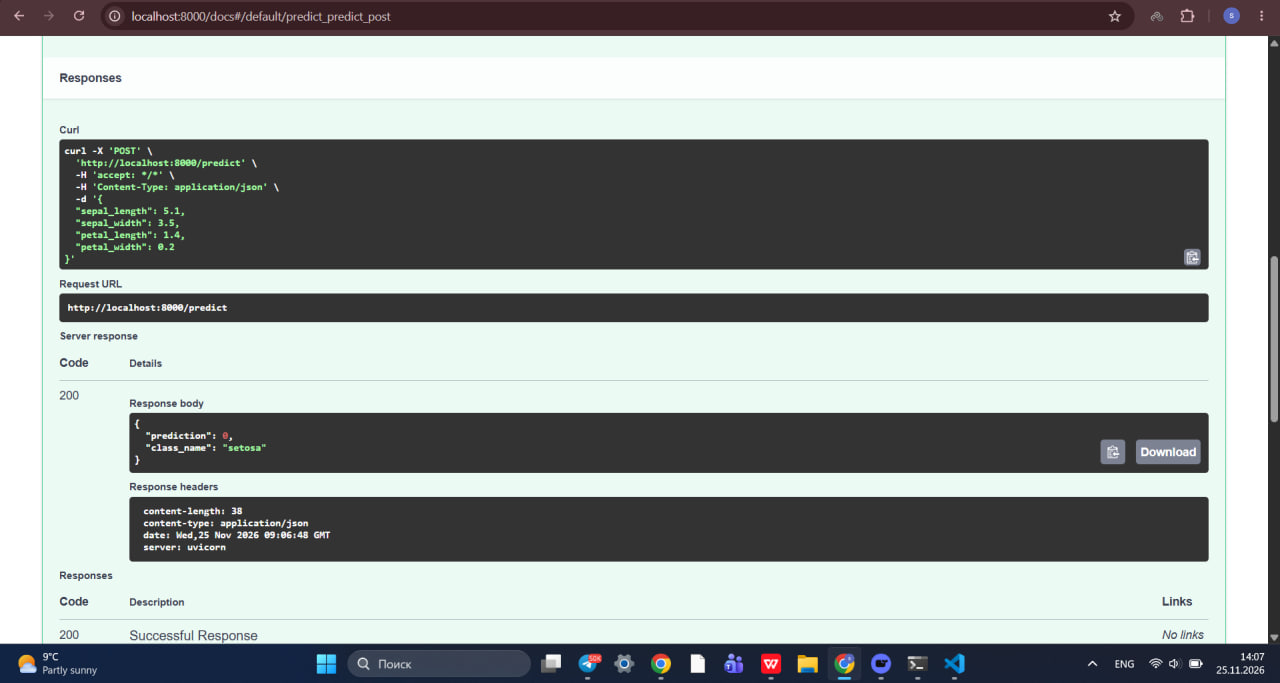 localhost:8000/docs#/default/predict_predict_post
S
Responses
Curl
curl -X 'POST' \
'http://localhost:8000/predict' \
-H 'accept: */*' \
-H 'Content-Type: application/json' \
-d '{
"sepal_length": 5.1,
"sepal_width": 3.5,
"petal_length": 1.4,
"petal_width": 0.2
}'
Request URL
http://localhost:8000/predict
Server response
Code Details
200
Response body
{
"prediction": 0,
"class_name": "setosa"
}
Download
Response headers
content-length: 38
content-type: application/json
date: Wed,25 Nov 2026 09:06:48 GMT
server: uvicorn
Responses
Code Description Links
200 Successful Response No links
9°C
Partly sunny
Поиск
50K
ENG
14:07
25.11.2026